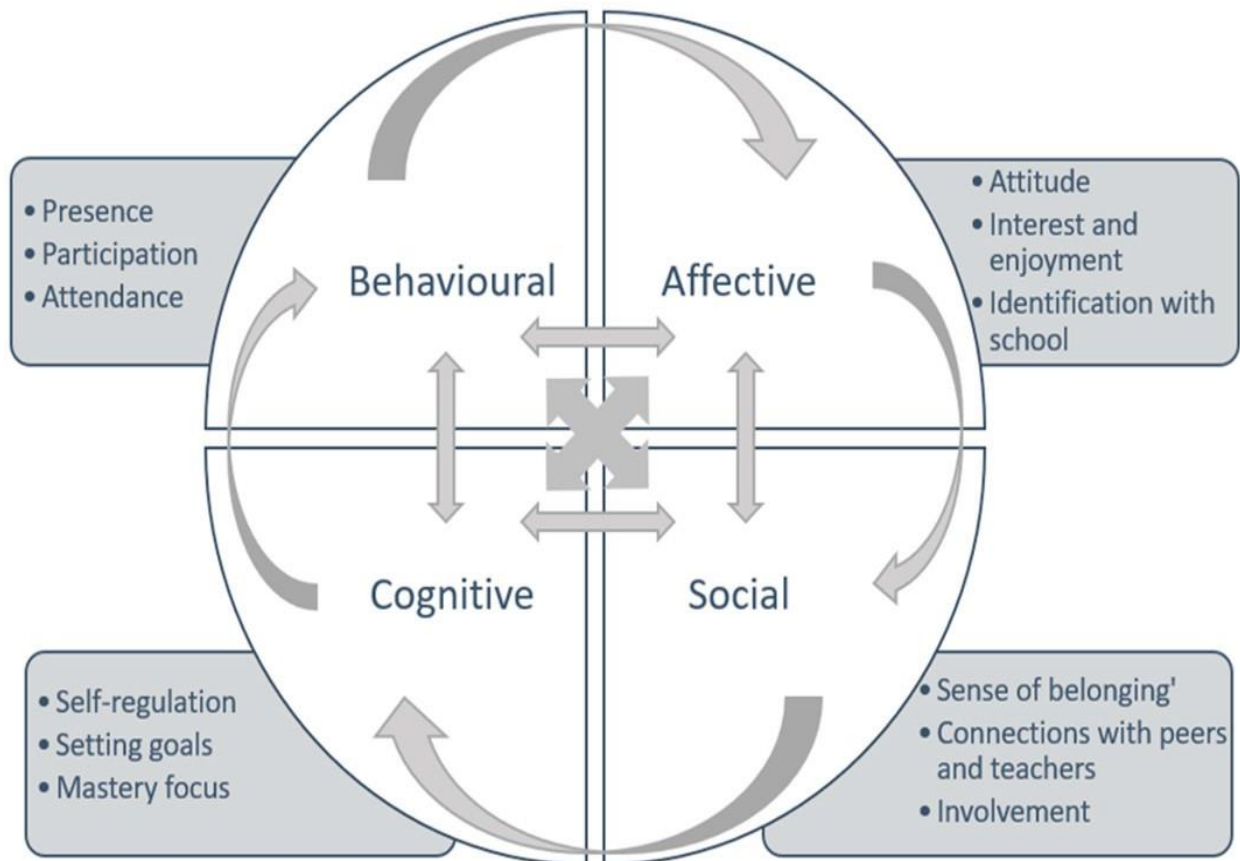 • Presence
• Participation
• Attendance
Behavioural
Affective
• Attitude
• Interest and
enjoyment
• Identification with
school
Cognitive
Social
• Self-regulation
• Setting goals
• Mastery focus
• Sense of belonging'
• Connections with peers
and teachers
• Involvement